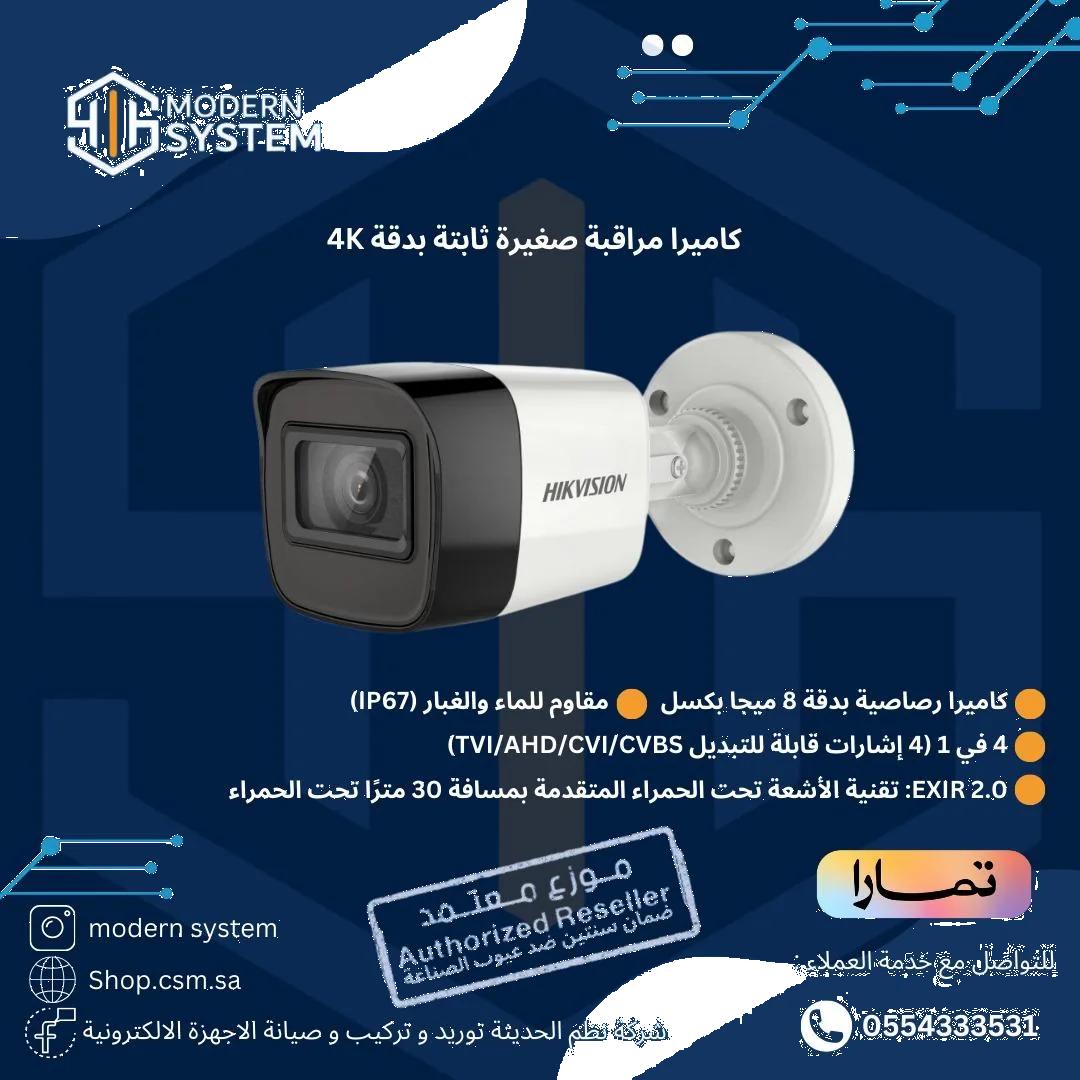 MODERN
SYSTEM
كاميرا مراقبة صغيرة ثابتة بدقة 4K
HIKVISION
كاميرا رصاصية بدقة 8 ميجا بكسل
مقاوم للماء والغبار (IP67)
4 في 1 (4 إشارات قابلة للتبديل TVI/AHD/CVI/CVBS)
EXIR 2.0: تقنية الأشعة تحت الحمراء المتقدمة بمسافة 30 مترًا تحت الحمراء
موزع معتمد
Authorized Reseller
ضمان سنتين ضد عيوب الصناعة
تمارا
للتواصل مع خدمة العملاء:
0554333531
modern system
Shop.csm.sa
شركة نظم الحديثة توريد و تركيب و صيانة الاجهزة الالكترونية